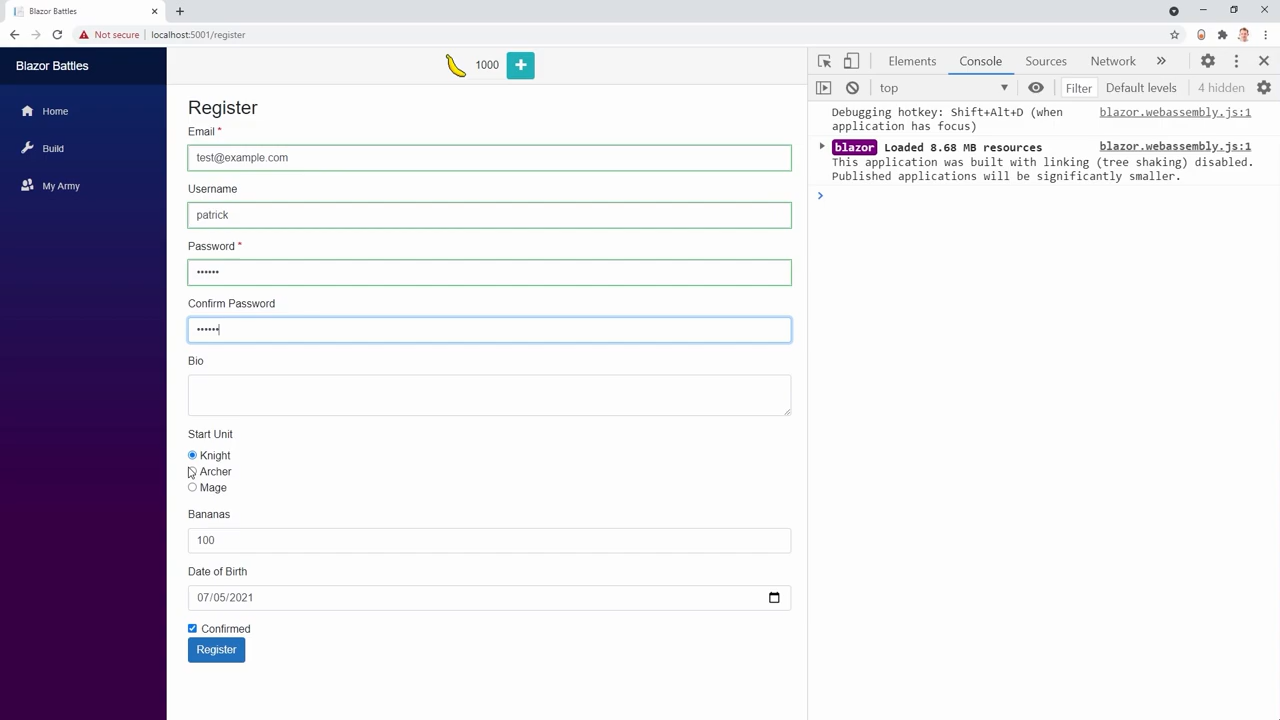 Blazor Battles
Not secure
localhost:5001/register
Blazor Battles
Home
Build
My Army
1000
+
Register
Email *
test@example.com
Username
patrick
Password *
••••••
Confirm Password
••••••
Bio
Start Unit
Knight
Archer
Mage
Bananas
100
Date of Birth
07/05/2021
Confirmed
Register
Elements Console Sources Network »
top Filter Default levels 4 hidden
Debugging hotkey: Shift+Alt+D (when blazor.webassembly.js:1
application has focus)
blazor Loaded 8.68 MB resources blazor.webassembly.js:1
This application was built with linking (tree shaking) disabled.
Published applications will be significantly smaller.